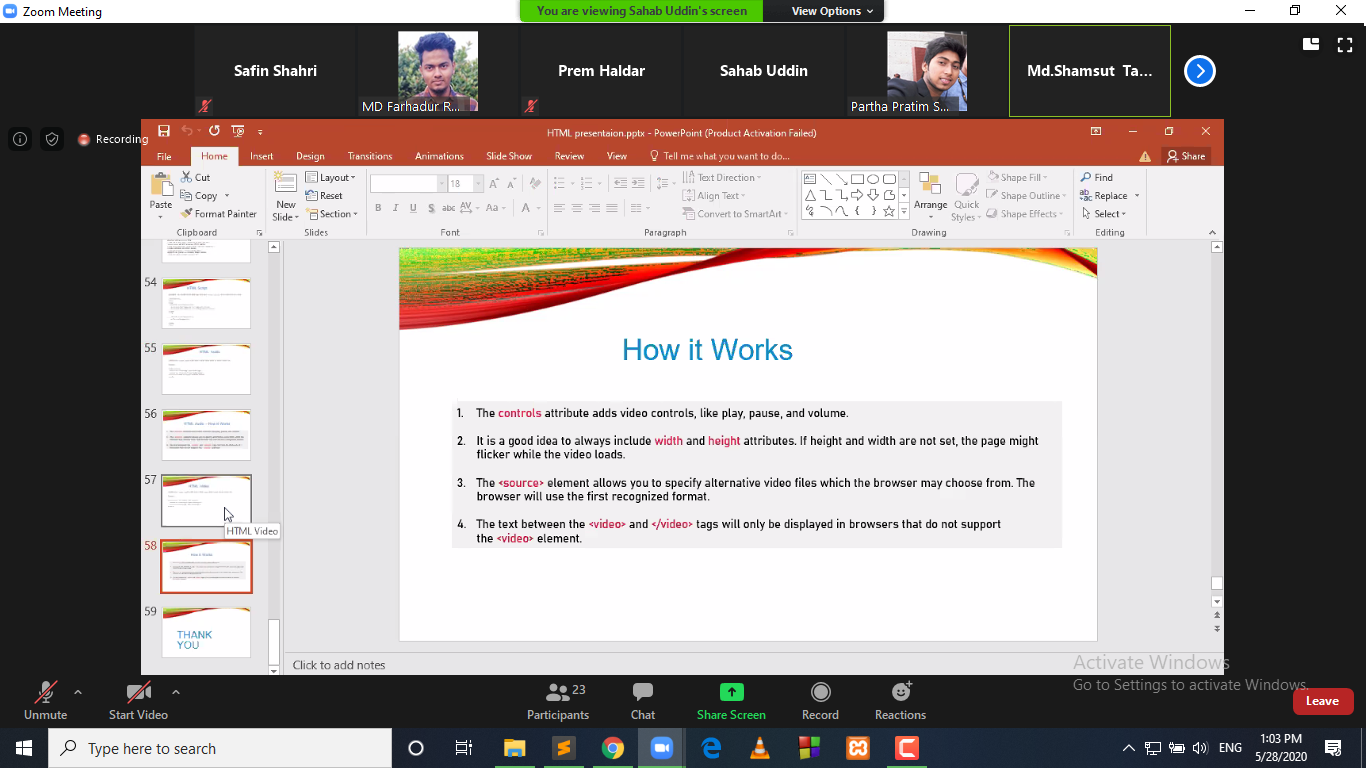 Zoom Meeting
You are viewing Sahab Uddin's screen
View Options
Safin Shahri
MD Farhadur R...
Prem Haldar
Sahab Uddin
Partha Pratim S...
Md.Shamsut Ta...
Recording
HTML presentaion.pptx - PowerPoint (Product Activation Failed)
File
Home
Insert
Design
Transitions
Animations
Slide Show
Review
View
Tell me what you want to do...
Share
Paste
Cut
Copy
Format Painter
Clipboard
New
Slide
Layout
Reset
Section
Slides
18
B I U S abc AV Aa A
Font
Text Direction
Align Text
Convert to SmartArt
Paragraph
Arrange
Quick
Styles
Shape Fill
Shape Outline
Shape Effects
Drawing
Find
Replace
Select
Editing
54
55
56
57
HTML Video
58
59
THANK
YOU
How it Works
1. The controls attribute adds video controls, like play, pause, and volume.
2. It is a good idea to always include width and height attributes. If height and width are not set, the page might
flicker while the video loads.
3. The <source> element allows you to specify alternative video files which the browser may choose from. The
browser will use the first recognized format.
4. The text between the <video> and </video> tags will only be displayed in browsers that do not support
the <video> element.
Click to add notes
Activate Windows
Go to Settings to activate Windows.
Unmute
Start Video
23
Participants
Chat
Share Screen
Record
Reactions
Leave
Type here to search
ENG
1:03 PM
5/28/2020